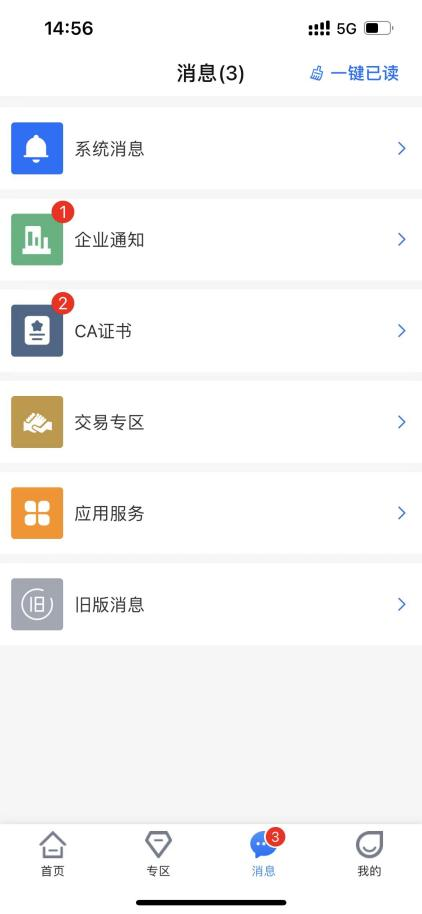 14:56 5G
消息(3) 一键已读
系统消息
1
企业通知
2
CA证书
交易专区
应用服务
旧 旧版消息
3
首页 专区 消息 我的